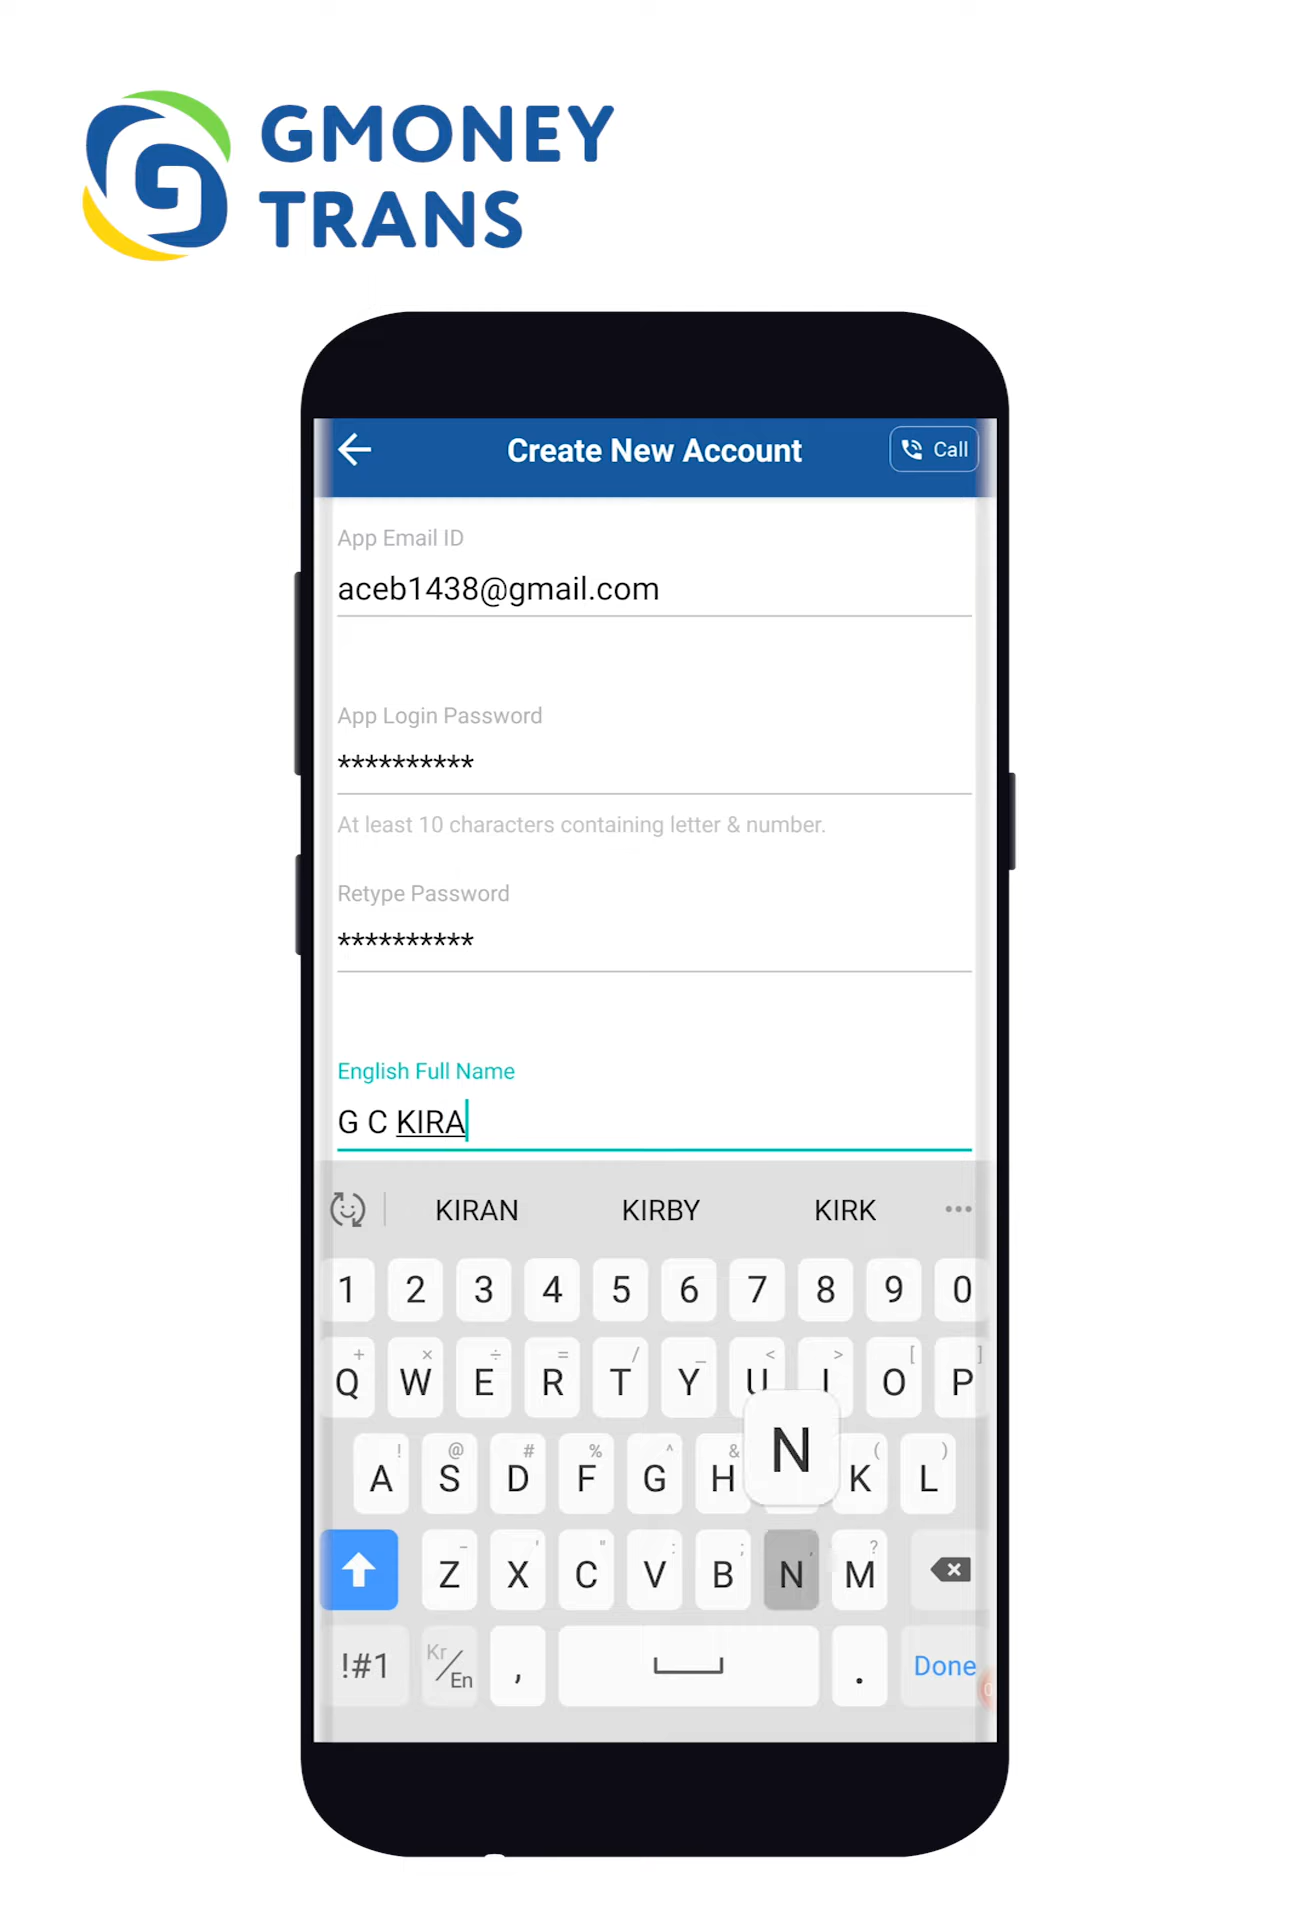 GMONEY
TRANS
Create New Account
Call
App Email ID
aceb1438@gmail.com
App Login Password
**********
At least 10 characters containing letter & number.
Retype Password
**********
English Full Name
G C KIRA
KIRAN KIRBY KIRK
1 2 3 4 5 6 7 8 9 0
+ × ÷ = / _ < > [ ]
Q W E R T Y U I O P
! @ # % ^ & ( )
A S D F G H N K L
- ' " : ; , ?
Z X C V B N M
!#1 Kr/En , . Done